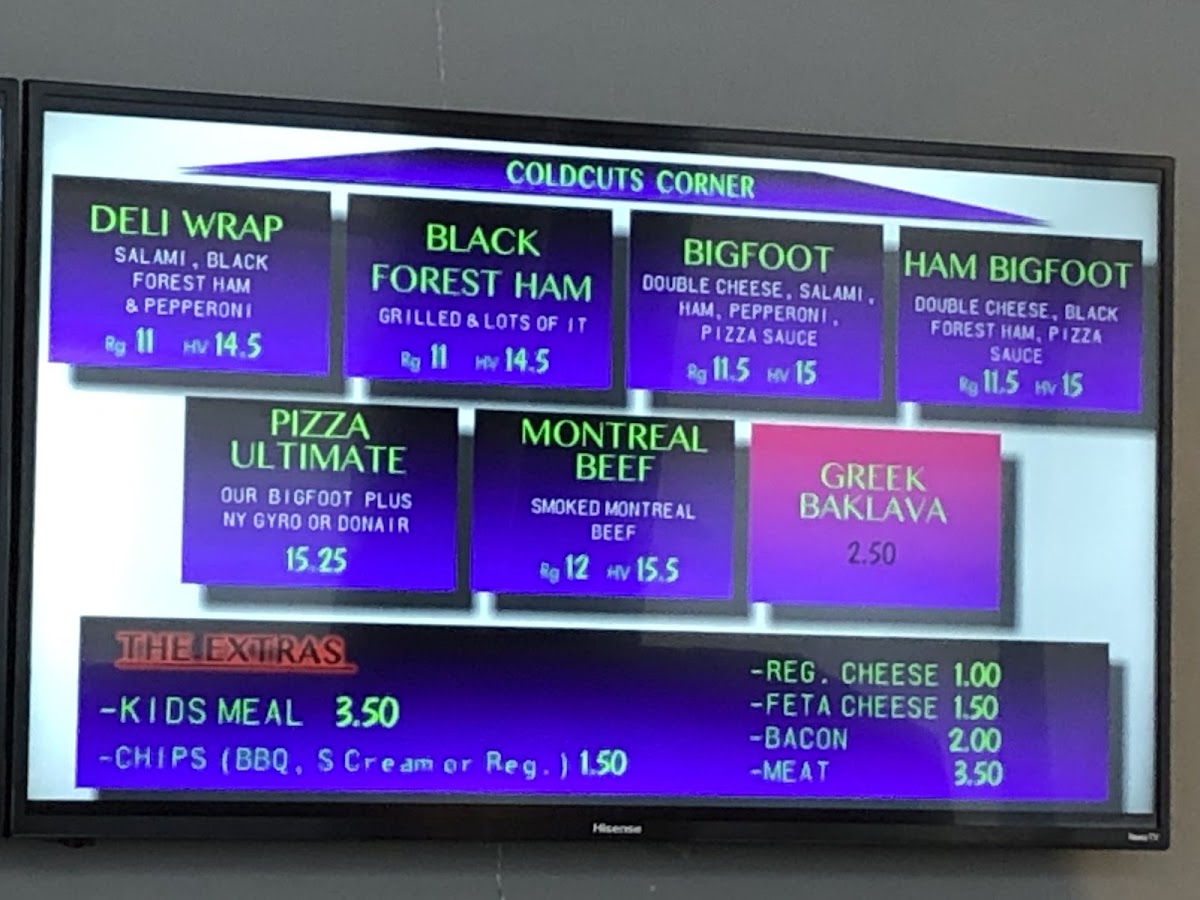 COLDCUTS CORNER
DELI WRAP
SALAMI, BLACK
FOREST HAM
& PEPPERONI
Rg 11 HV 14.5
BLACK
FOREST HAM
GRILLED & LOTS OF IT
Rg 11 HV 14.5
BIGFOOT
DOUBLE CHEESE, SALAMI,
HAM, PEPPERONI,
PIZZA SAUCE
Rg 11.5 HV 15
HAM BIGFOOT
DOUBLE CHEESE, BLACK
FOREST HAM, PIZZA
SAUCE
Rg 11.5 HV 15
PIZZA
ULTIMATE
OUR BIGFOOT PLUS
NY GYRO OR DONAIR
15.25
MONTREAL
BEEF
SMOKED MONTREAL
BEEF
Rg 12 HV 15.5
GREEK
BAKLAVA
2.50
THE EXTRAS
-KIDS MEAL 3.50
-CHIPS (BBQ, S Cream or Reg.) 1.50
-REG. CHEESE 1.00
-FETA CHEESE 1.50
-BACON 2.00
-MEAT 3.50
Hisense
Roku TV